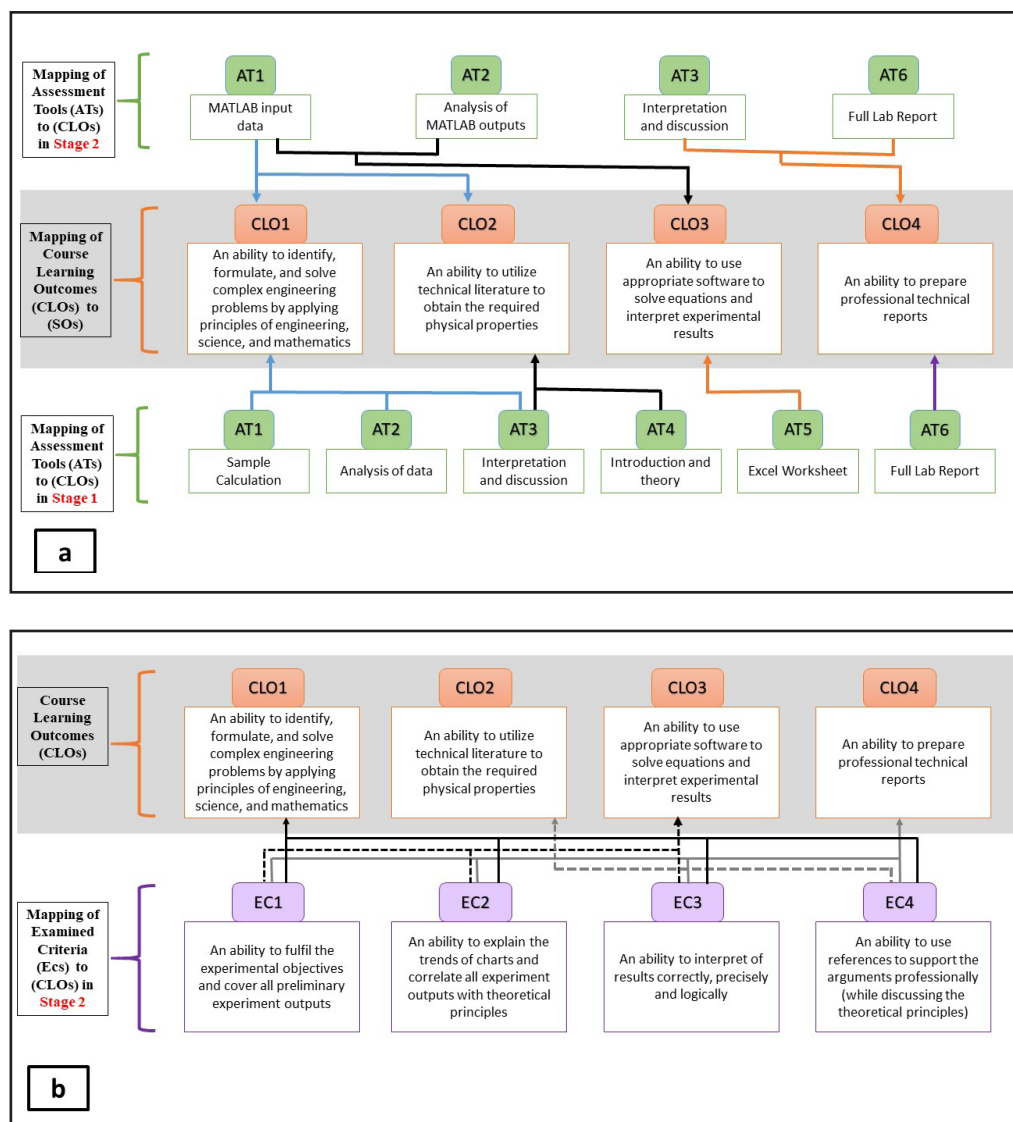 Mapping of
Assessment
Tools (ATs)
to (CLOs)
in Stage 2
AT1
MATLAB input
data
AT2
Analysis of
MATLAB outputs
AT3
Interpretation
and discussion
AT6
Full Lab Report
Mapping of
Course
Learning
Outcomes
(CLOs) to
(SOs)
CLO1
An ability to identify,
formulate, and solve
complex engineering
problems by applying
principles of engineering,
science, and mathematics
CLO2
An ability to utilize
technical literature to
obtain the required
physical properties
CLO3
An ability to use
appropriate software to
solve equations and
interpret experimental
results
CLO4
An ability to prepare
professional technical
reports
Mapping of
Assessment
Tools (ATs)
to (CLOs)
in Stage 1
AT1
Sample
Calculation
AT2
Analysis of data
AT3
Interpretation
and discussion
AT4
Introduction and
theory
AT5
Excel Worksheet
AT6
Full Lab Report
a
Course
Learning
Outcomes
(CLOs)
CLO1
An ability to identify,
formulate, and solve
complex engineering
problems by applying
principles of engineering,
science, and mathematics
CLO2
An ability to utilize
technical literature to
obtain the required
physical properties
CLO3
An ability to use
appropriate software to
solve equations and
interpret experimental
results
CLO4
An ability to prepare
professional technical
reports
Mapping of
Examined
Criteria
(Ecs) to
(CLOs) in
Stage 2
EC1
An ability to fulfil the
experimental objectives
and cover all preliminary
experiment outputs
EC2
An ability to explain the
trends of charts and
correlate all experiment
outputs with theoretical
principles
EC3
An ability to interpret of
results correctly, precisely
and logically
EC4
An ability to use
references to support the
arguments professionally
(while discussing the
theoretical principles)
b